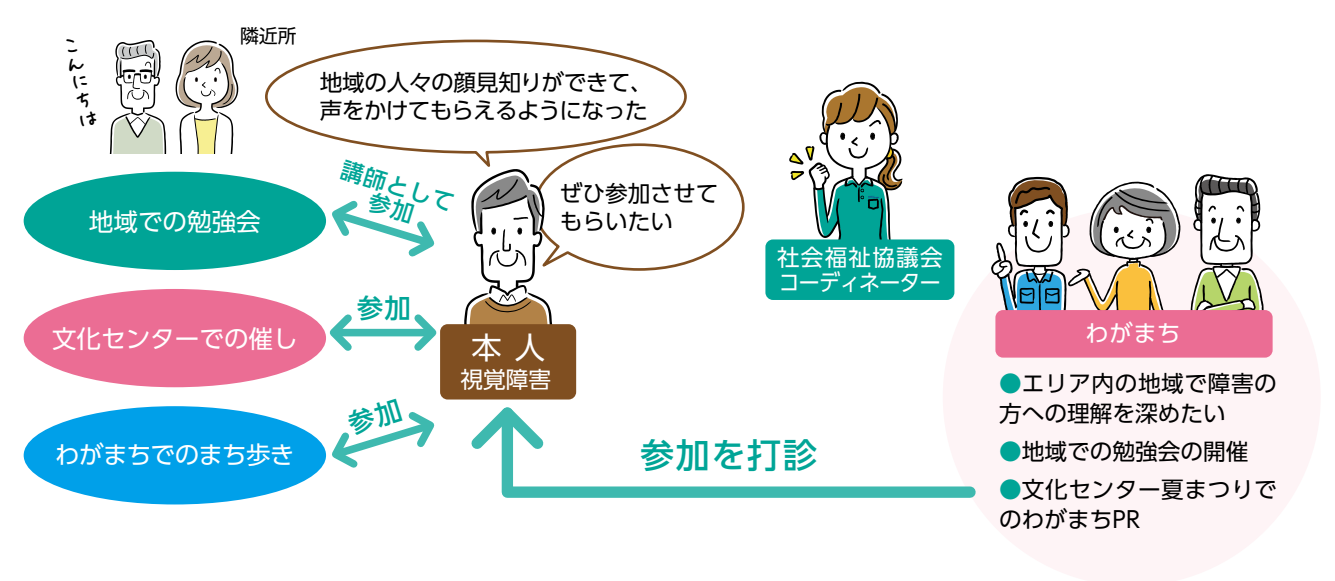 こんにちは
隣近所
地域の人々の顔見知りができて、
声をかけてもらえるようになった
ぜひ参加させて
もらいたい
講師として
参加
地域での勉強会
参加
文化センターでの催し
参加
わがまちでのまち歩き
本 人
視覚障害
社会福祉協議会
コーディネーター
参加を打診
わがまち
●エリア内の地域で障害の
方への理解を深めたい
●地域での勉強会の開催
●文化センター夏まつりで
のわがまちPR